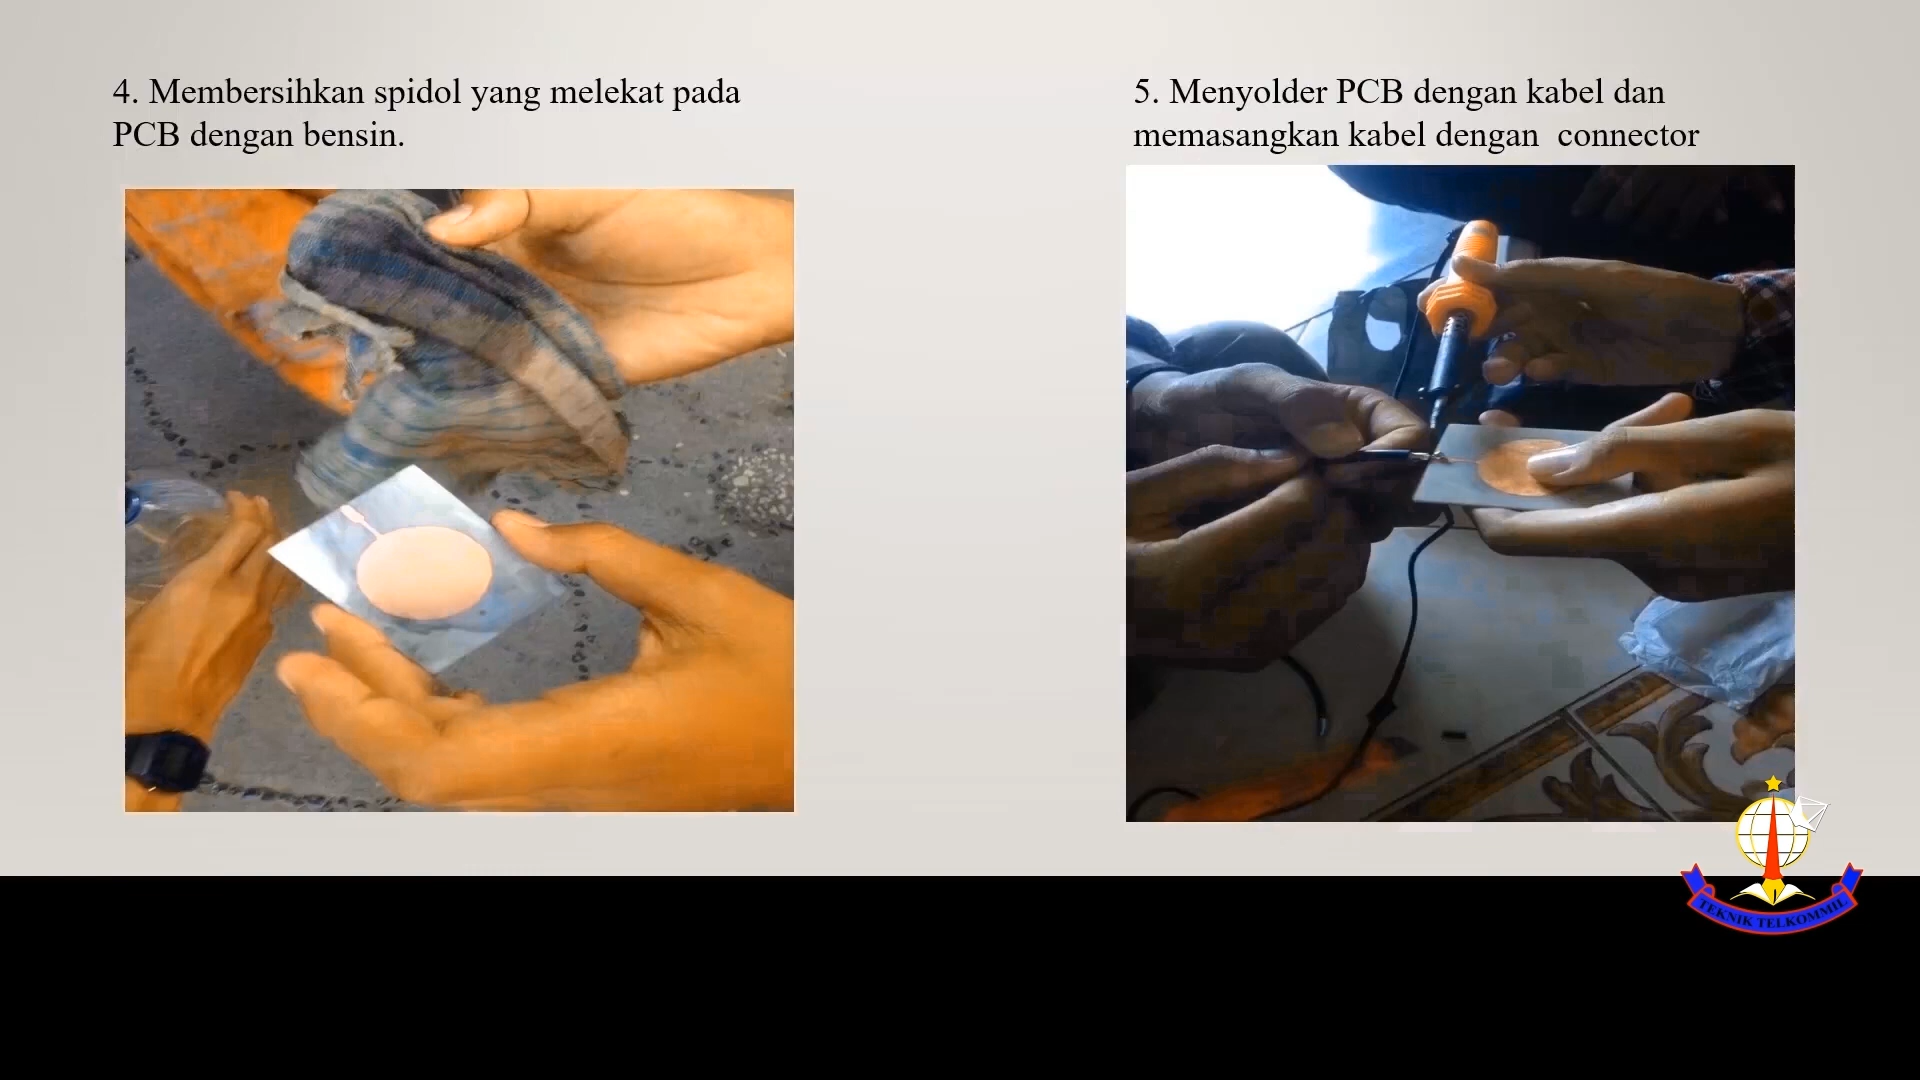 4. Membersihkan spidol yang melekat pada
PCB dengan bensin.
5. Menyolder PCB dengan kabel dan
memasangkan kabel dengan  connector
TEKNIK TELKOMMIL